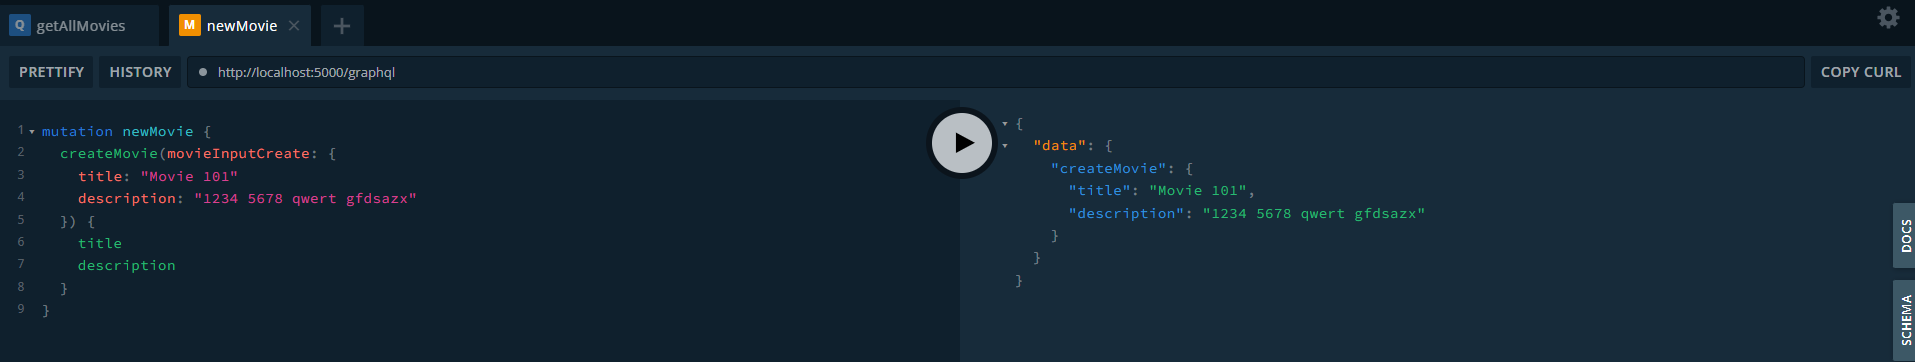 Q getAllMovies M newMovie × +
PRETTIFY HISTORY http://localhost:5000/graphql COPY CURL
1 mutation newMovie {
2 createMovie(movieInputCreate: {
3 title: "Movie 101"
4 description: "1234 5678 qwert gfdsazx"
5 }) {
6 title
7 description
8 }
9 }
{
"data": {
"createMovie": {
"title": "Movie 101",
"description": "1234 5678 qwert gfdsazx"
}
}
}
DOCS
SCHEMA